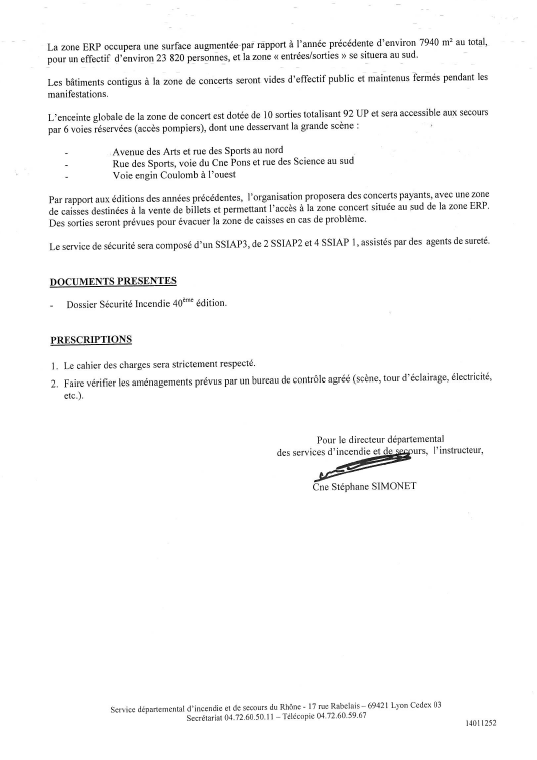 La zone ERP occupera une surface augmentée par rapport à l'année précédente d'environ 7940 m² au total,
pour un effectif d'environ 23 820 personnes, et la zone « entrées/sorties » se situera au sud.
Les bâtiments contigus à la zone de concerts seront vides d'effectif public et maintenus fermés pendant les
manifestations.
L'enceinte globale de la zone de concert est dotée de 10 sorties totalisant 92 UP et sera accessible aux secours
par 6 voies réservées (accès pompiers), dont une desservant la grande scène :
- Avenue des Arts et rue des Sports au nord
- Rue des Sports, voie du Cne Pons et rue des Science au sud
- Voie engin Coulomb à l'ouest
Par rapport aux éditions des années précédentes, l'organisation proposera des concerts payants, avec une zone
de caisses destinées à la vente de billets et permettant l'accès à la zone concert située au sud de la zone ERP.
Des sorties seront prévues pour évacuer la zone de caisses en cas de problème.
Le service de sécurité sera composé d'un SSIAP3, de 2 SSIAP2 et 4 SSIAP 1, assistés par des agents de sureté.
DOCUMENTS PRESENTES
- Dossier Sécurité Incendie 40ème édition.
PRESCRIPTIONS
1. Le cahier des charges sera strictement respecté.
2. Faire vérifier les aménagements prévus par un bureau de contrôle agréé (scène, tour d'éclairage, électricité,
etc.).
Pour le directeur départemental
des services d'incendie et de secours, l'instructeur,
Cne Stéphane SIMONET
Service départemental d'incendie et de secours du Rhône - 17 rue Rabelais – 69421 Lyon Cedex 03
Secrétariat 04.72.60.50.11 – Télécopie 04.72.60.59.67
14011252